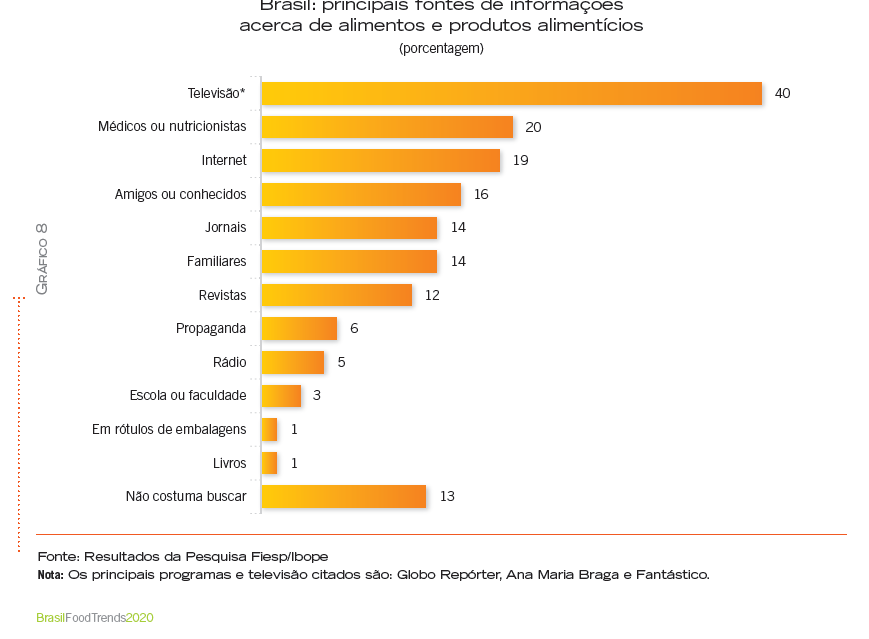 Brasil: principais fontes de informações
acerca de alimentos e produtos alimentícios
(porcentagem)
Televisão* 40
Médicos ou nutricionistas 20
Internet 19
Amigos ou conhecidos 16
Jornais 14
Familiares 14
Revistas 12
Propaganda 6
Rádio 5
Escola ou faculdade 3
Em rótulos de embalagens 1
Livros 1
Não costuma buscar 13
Gráfico 8
Fonte: Resultados da Pesquisa Fiesp/Ibope
Nota: Os principais programas e televisão citados são: Globo Repórter, Ana Maria Braga e Fantástico.
BrasilFoodTrends2020